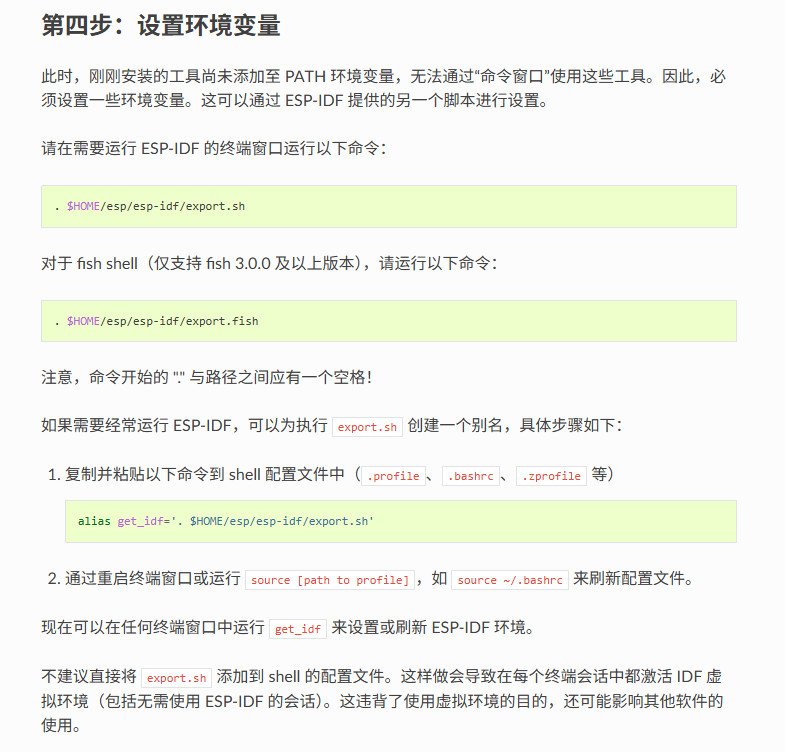 第四步：设置环境变量
此时，刚刚安装的工具尚未添加至 PATH 环境变量，无法通过“命令窗口”使用这些工具。因此，必
须设置一些环境变量。这可以通过 ESP-IDF 提供的另一个脚本进行设置。
请在需要运行 ESP-IDF 的终端窗口运行以下命令：
. $HOME/esp/esp-idf/export.sh
对于 fish shell（仅支持 fish 3.0.0 及以上版本），请运行以下命令：
. $HOME/esp/esp-idf/export.fish
注意，命令开始的 "." 与路径之间应有一个空格！
如果需要经常运行 ESP-IDF，可以为执行 export.sh 创建一个别名，具体步骤如下：
1. 复制并粘贴以下命令到 shell 配置文件中（.profile、.bashrc、.zprofile 等）
alias get_idf='. $HOME/esp/esp-idf/export.sh'
2. 通过重启终端窗口或运行 source [path to profile]，如 source ~/.bashrc 来刷新配置文件。
现在可以在任何终端窗口中运行 get_idf 来设置或刷新 ESP-IDF 环境。
不建议直接将 export.sh 添加到 shell 的配置文件。这样做会导致在每个终端会话中都激活 IDF 虚
拟环境（包括无需使用 ESP-IDF 的会话）。这违背了使用虚拟环境的目的，还可能影响其他软件的
使用。